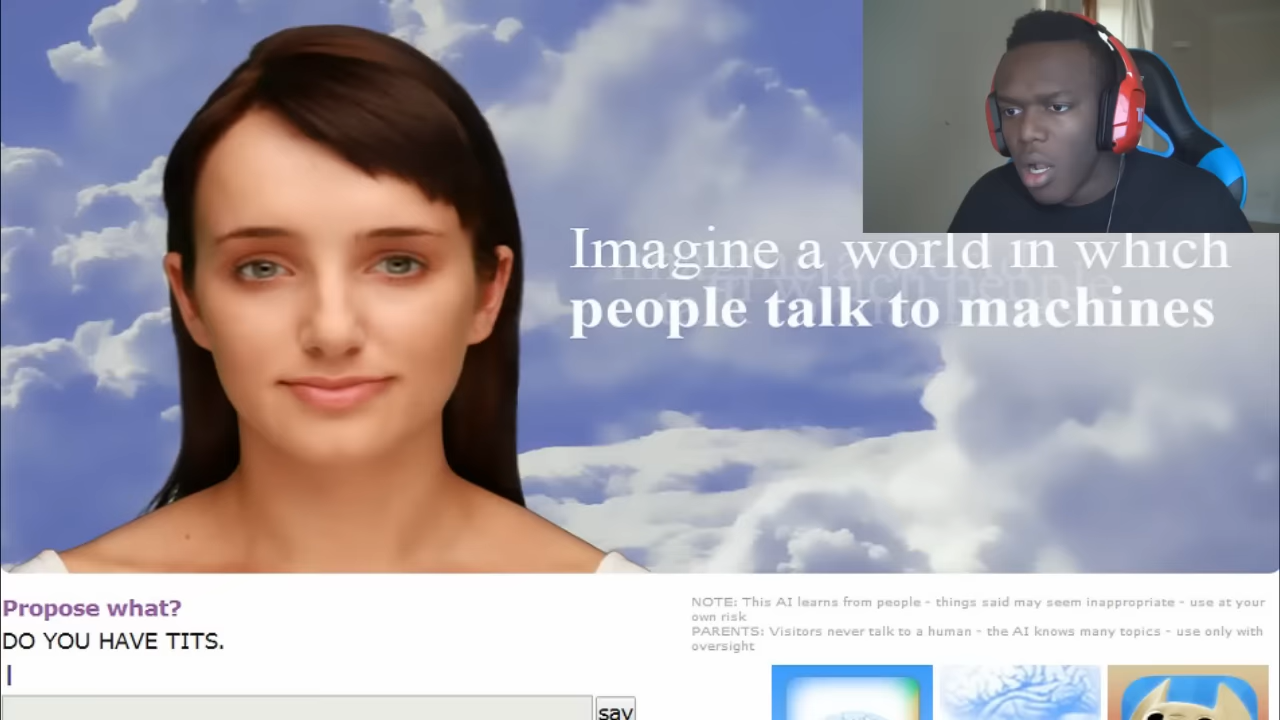 Imagine a world in which
people talk to machines
Propose what?
DO YOU HAVE TITS.
say
NOTE: This AI learns from people - things said may seem inappropriate - use at your
own risk
PARENTS: Visitors never talk to a human - the AI knows many topics - use only with
oversight